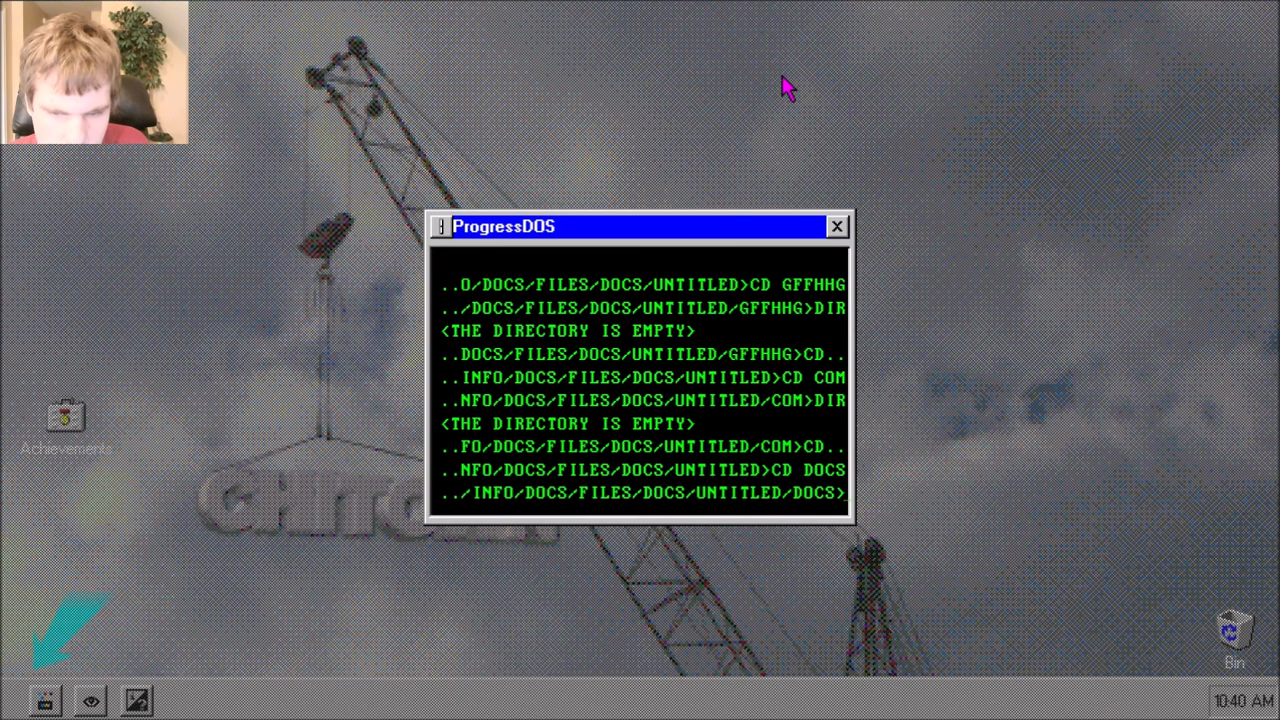 ProgressDOS
..O/DOCS/FILES/DOCS/UNTITLED>CD GFFHHG
../DOCS/FILES/DOCS/UNTITLED/GFFHHG>DIR
<THE DIRECTORY IS EMPTY>
..DOCS/FILES/DOCS/UNTITLED/GFFHHG>CD..
..INFO/DOCS/FILES/DOCS/UNTITLED>CD COM
..NFO/DOCS/FILES/DOCS/UNTITLED/COM>DIR
<THE DIRECTORY IS EMPTY>
..FO/DOCS/FILES/DOCS/UNTITLED/COM>CD..
..NFO/DOCS/FILES/DOCS/UNTITLED>CD DOCS
../INFO/DOCS/FILES/DOCS/UNTITLED/DOCS>_
Achievements
Bin
10:40 AM